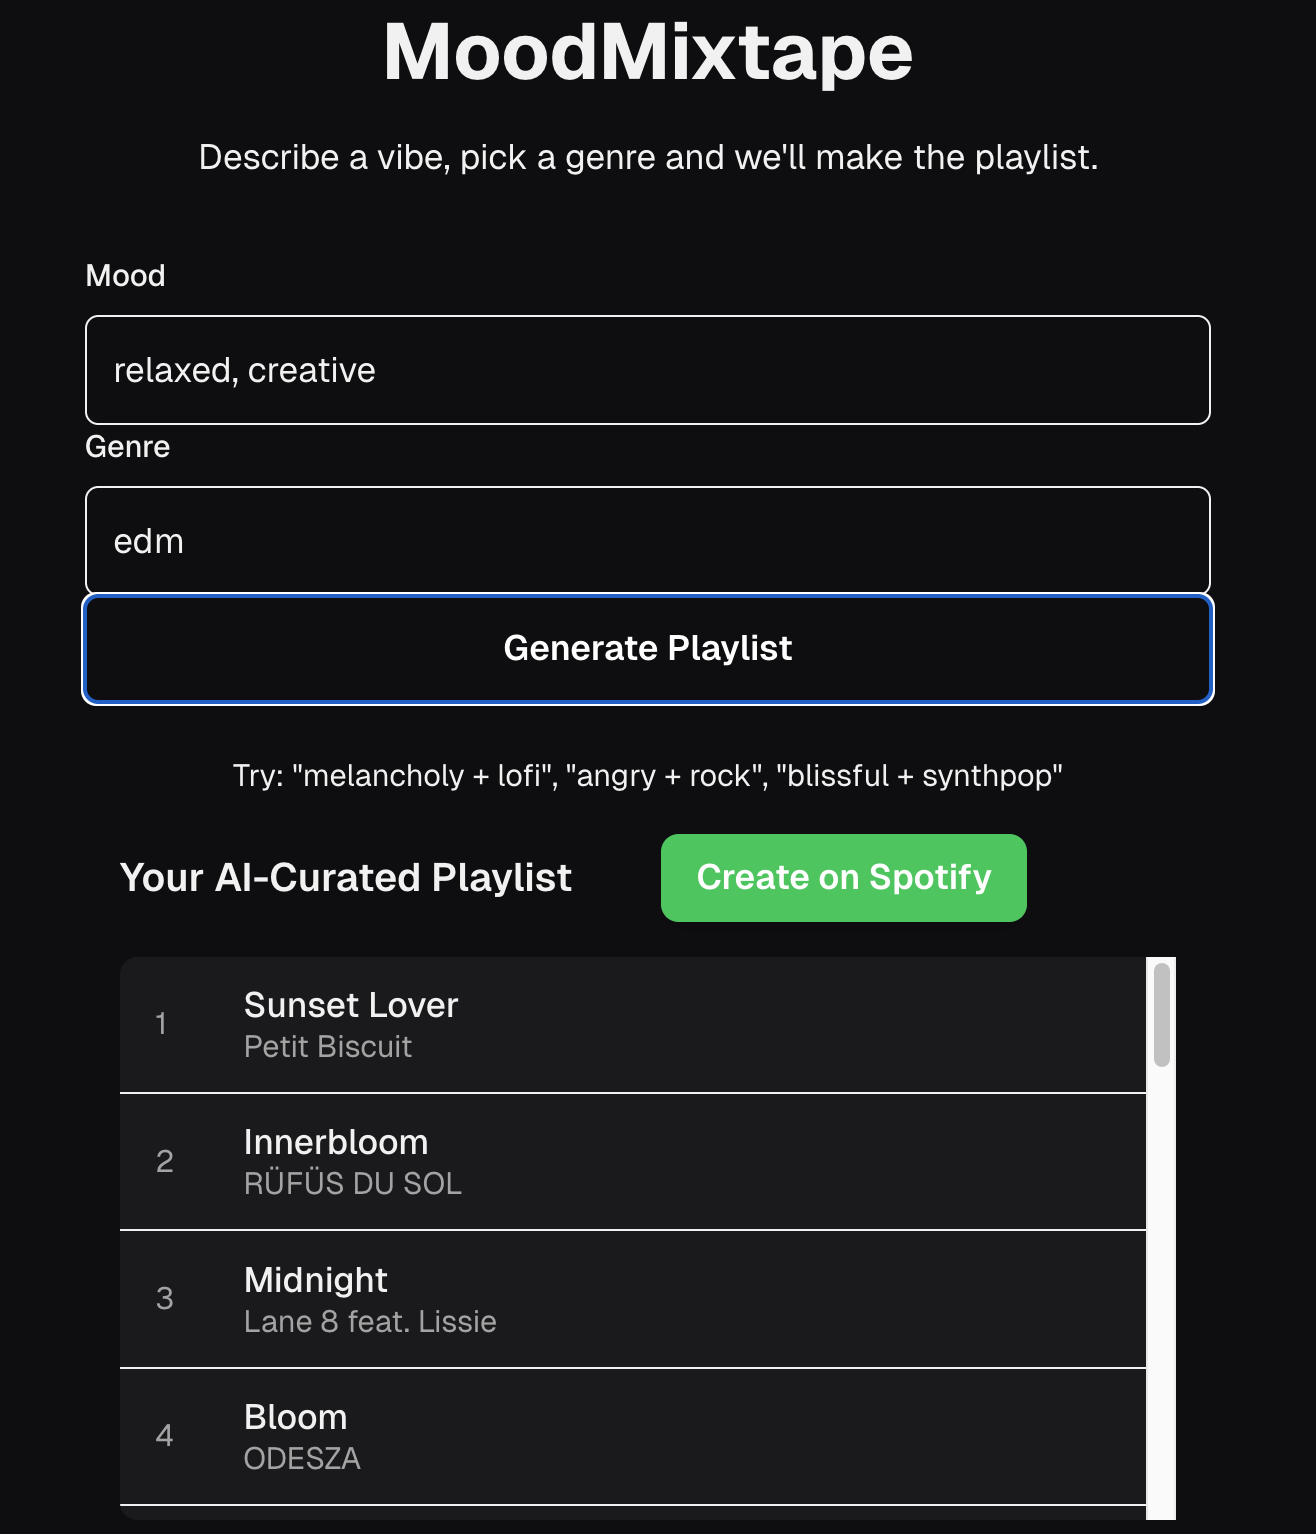 MoodMixtape
Describe a vibe, pick a genre and we'll make the playlist.
Mood
relaxed, creative
Genre
edm
Generate Playlist
Try: "melancholy + lofi", "angry + rock", "blissful + synthpop"
Your AI-Curated Playlist
Create on Spotify
1
Sunset Lover
Petit Biscuit
2
Innerbloom
RÜFÜS DU SOL
3
Midnight
Lane 8 feat. Lissie
4
Bloom
ODESZA